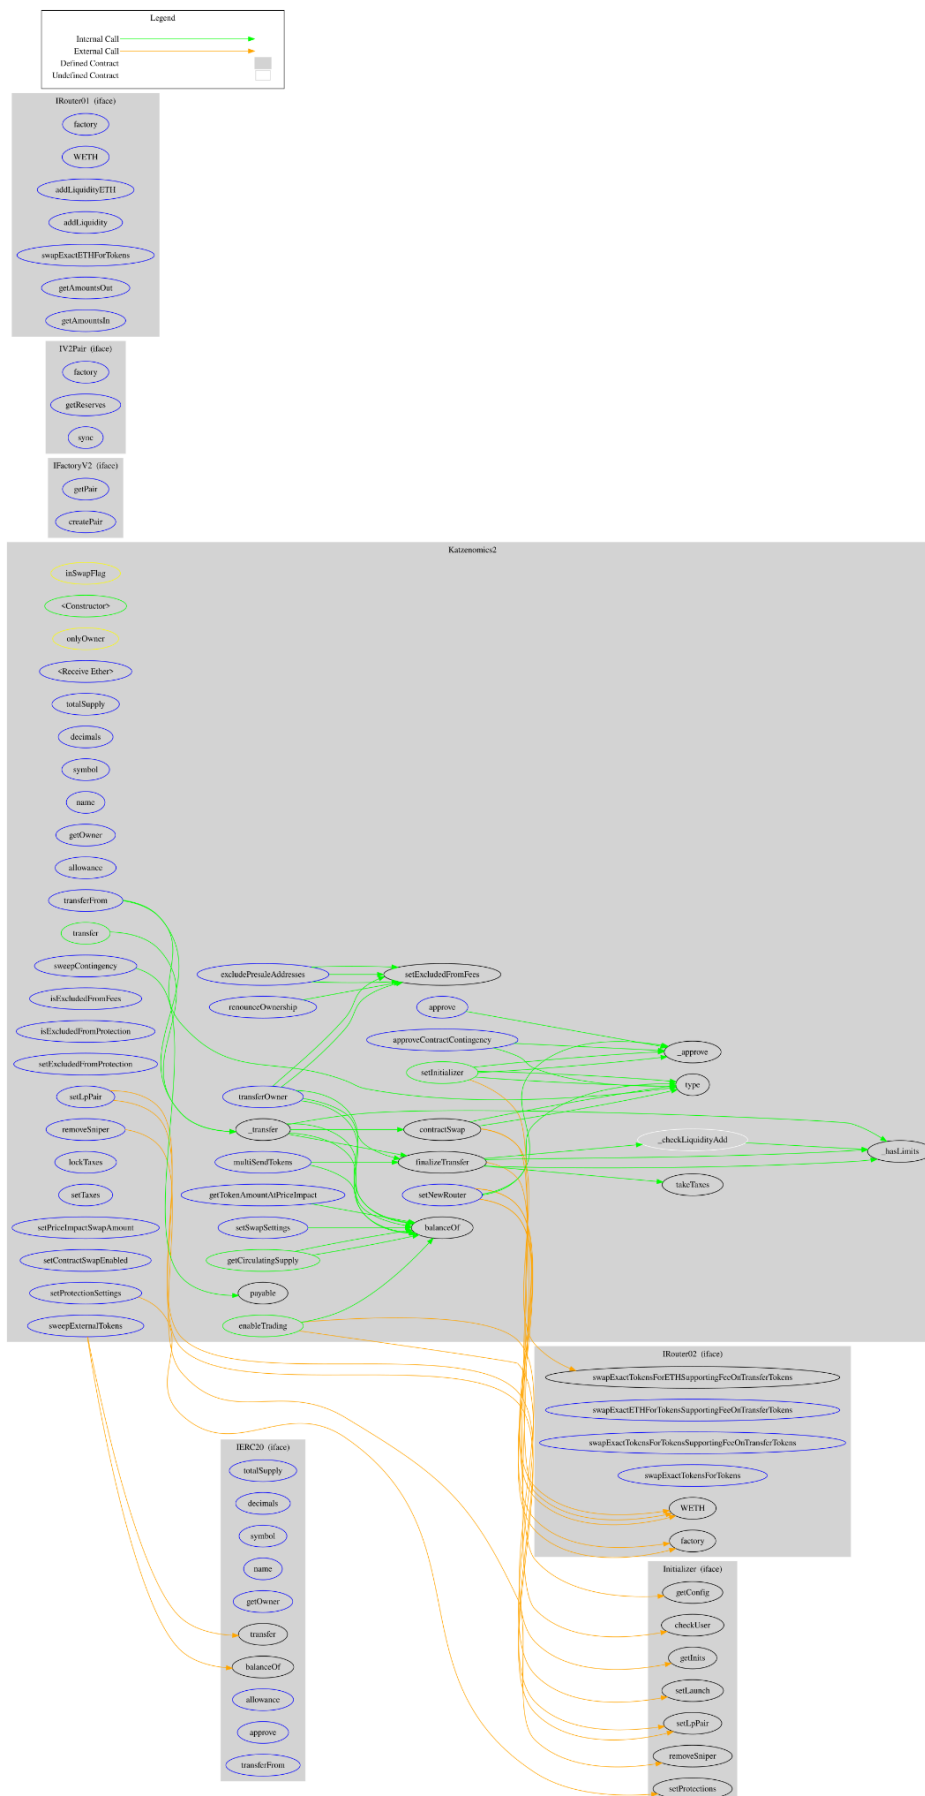 Legend
Internal Call
External Call
Defined Contract
Undefined Contract
IRouter01 (iface)
factory
WETH
addLiquidityETH
addLiquidity
swapExactETHForTokens
getAmountsOut
getAmountsIn
IV2Pair (iface)
factory
getReserves
sync
IFactoryV2 (iface)
getPair
createPair
Katzenomics2
inSwapFlag
<Constructor>
onlyOwner
<Receive Ether>
totalSupply
decimals
symbol
name
getOwner
allowance
transferFrom
transfer
sweepContingency
isExcludedFromFees
isExcludedFromProtection
setExcludedFromProtection
setLpPair
removeSniper
lockTaxes
setTaxes
setPriceImpactSwapAmount
setContractSwapEnabled
setProtectionSettings
sweepExternalTokens
excludePresaleAddresses
renounceOwnership
transferOwner
_transfer
multiSendTokens
getTokenAmountAtPriceImpact
setSwapSettings
getCirculatingSupply
payable
enableTrading
setExcludedFromFees
approve
approveContractContingency
setInitializer
contractSwap
finalizeTransfer
setNewRouter
balanceOf
_approve
type
_checkLiquidityAdd
takeTaxes
_hasLimits
IRouter02 (iface)
swapExactTokensForETHSupportingFeeOnTransferTokens
swapExactETHForTokensSupportingFeeOnTransferTokens
swapExactTokensForTokensSupportingFeeOnTransferTokens
swapExactTokensForTokens
WETH
factory
IERC20 (iface)
totalSupply
decimals
symbol
name
getOwner
transfer
balanceOf
allowance
approve
transferFrom
Initializer (iface)
getConfig
checkUser
getInits
setLaunch
setLpPair
removeSniper
setProtections